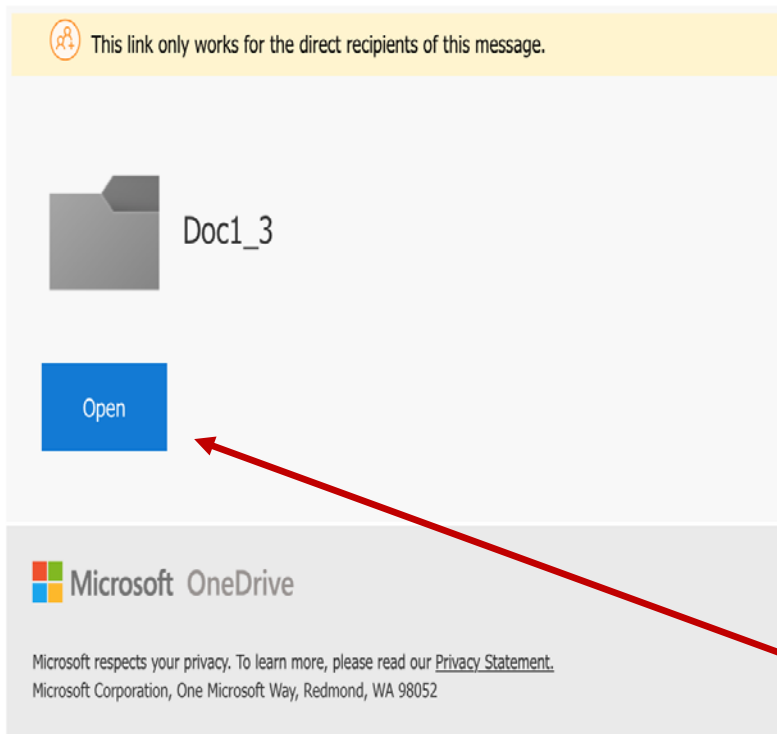 This link only works for the direct recipients of this message.
Doc1_3
Open
Microsoft OneDrive
Microsoft respects your privacy. To learn more, please read our Privacy Statement.
Microsoft Corporation, One Microsoft Way, Redmond, WA 98052